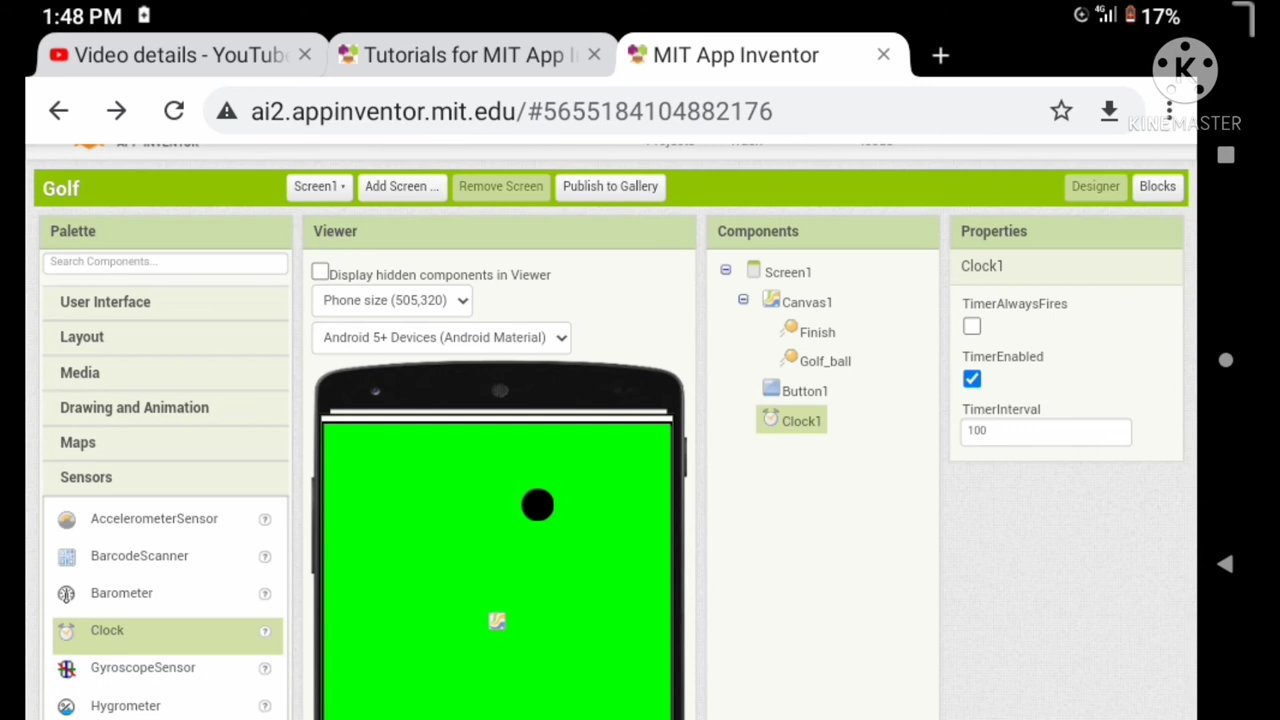 1:48 PM 4G 17%
Video details - YouTube
Tutorials for MIT App I
MIT App Inventor
ai2.appinventor.mit.edu/#5655184104882176
K
KINEMASTER
APP INVENTOR
Golf
Screen1
Add Screen ...
Remove Screen
Publish to Gallery
Designer
Blocks
Palette
Search Components...
User Interface
Layout
Media
Drawing and Animation
Maps
Sensors
AccelerometerSensor ?
BarcodeScanner ?
Barometer ?
Clock ?
GyroscopeSensor ?
Hygrometer ?
Viewer
Display hidden components in Viewer
Phone size (505,320)
Android 5+ Devices (Android Material)
Components
Screen1
Canvas1
Finish
Golf_ball
Button1
Clock1
Properties
Clock1
TimerAlwaysFires
TimerEnabled
TimerInterval
100